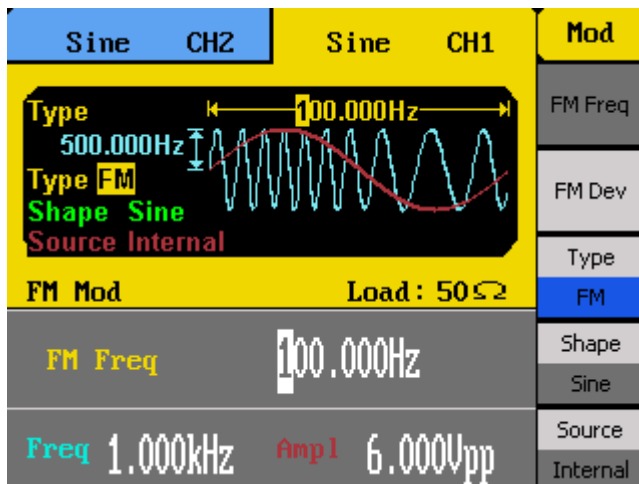 Sine CH2
Sine CH1
Mod
Type
100.000Hz
500.000Hz
Type FM
Shape Sine
Source Internal
FM Mod
Load: 50Ω
FM Freq
100.000Hz
Freq 1.000kHz
Ampl 6.000Vpp
FM Freq
FM Dev
Type
FM
Shape
Sine
Source
Internal